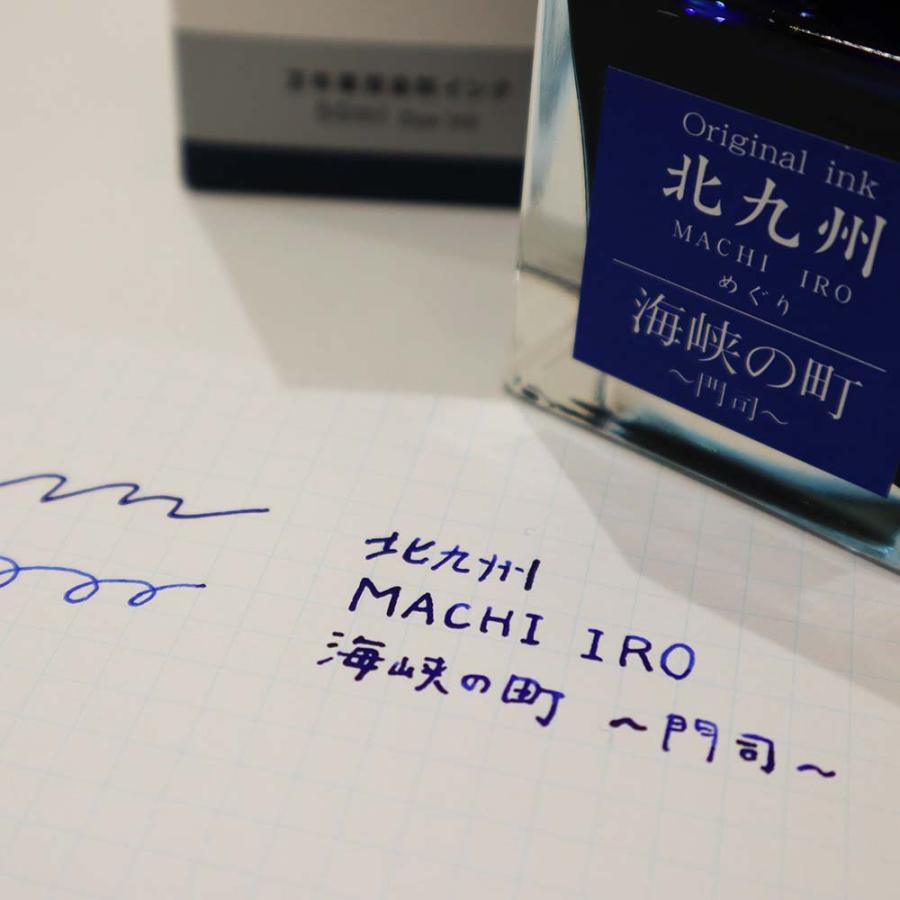 Original ink
北九州
MACHI IRO
めぐり
海峡の町
～門司～
北九州
MACHI IRO
海峡の町 ～門司～